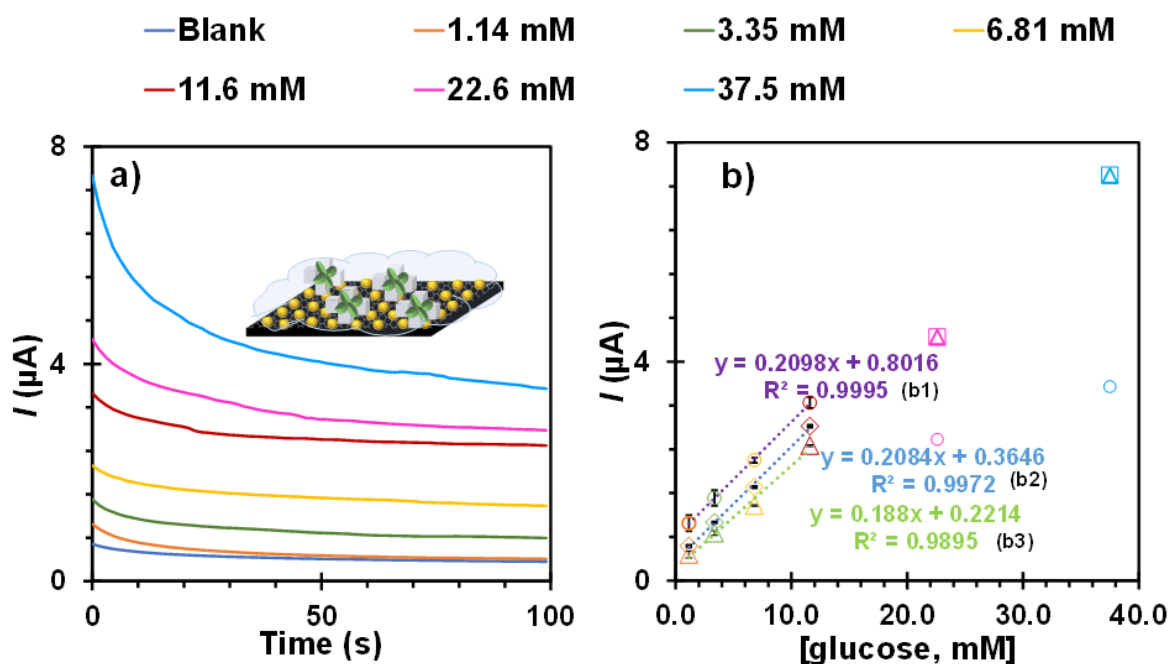 Blank 1.14 mM 3.35 mM 6.81 mM
11.6 mM 22.6 mM 37.5 mM
a)
I (µA)
8
4
0
0 50 100
Time (s)
b)
I (µA)
8
4
0
y = 0.2098x + 0.8016
R² = 0.9995 (b1)
y = 0.2084x + 0.3646
R² = 0.9972 (b2)
y = 0.188x + 0.2214
R² = 0.9895 (b3)
0.0 10.0 20.0 30.0 40.0
[glucose, mM]